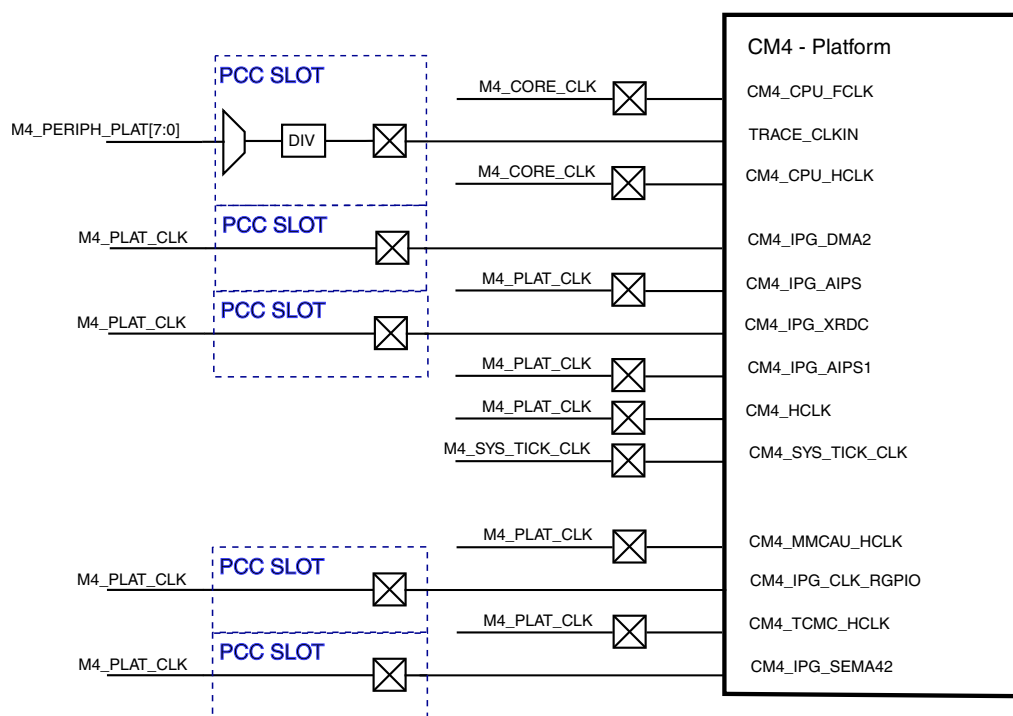 CM4 - Platform
PCC SLOT
M4_CORE_CLK
CM4_CPU_FCLK
M4_PERIPH_PLAT[7:0]
DIV
TRACE_CLKIN
M4_CORE_CLK
CM4_CPU_HCLK
PCC SLOT
M4_PLAT_CLK
CM4_IPG_DMA2
M4_PLAT_CLK
CM4_IPG_AIPS
PCC SLOT
M4_PLAT_CLK
CM4_IPG_XRDC
M4_PLAT_CLK
CM4_IPG_AIPS1
M4_PLAT_CLK
CM4_HCLK
M4_SYS_TICK_CLK
CM4_SYS_TICK_CLK
M4_PLAT_CLK
CM4_MMCAU_HCLK
PCC SLOT
M4_PLAT_CLK
CM4_IPG_CLK_RGPIO
M4_PLAT_CLK
CM4_TCMC_HCLK
PCC SLOT
M4_PLAT_CLK
CM4_IPG_SEMA42